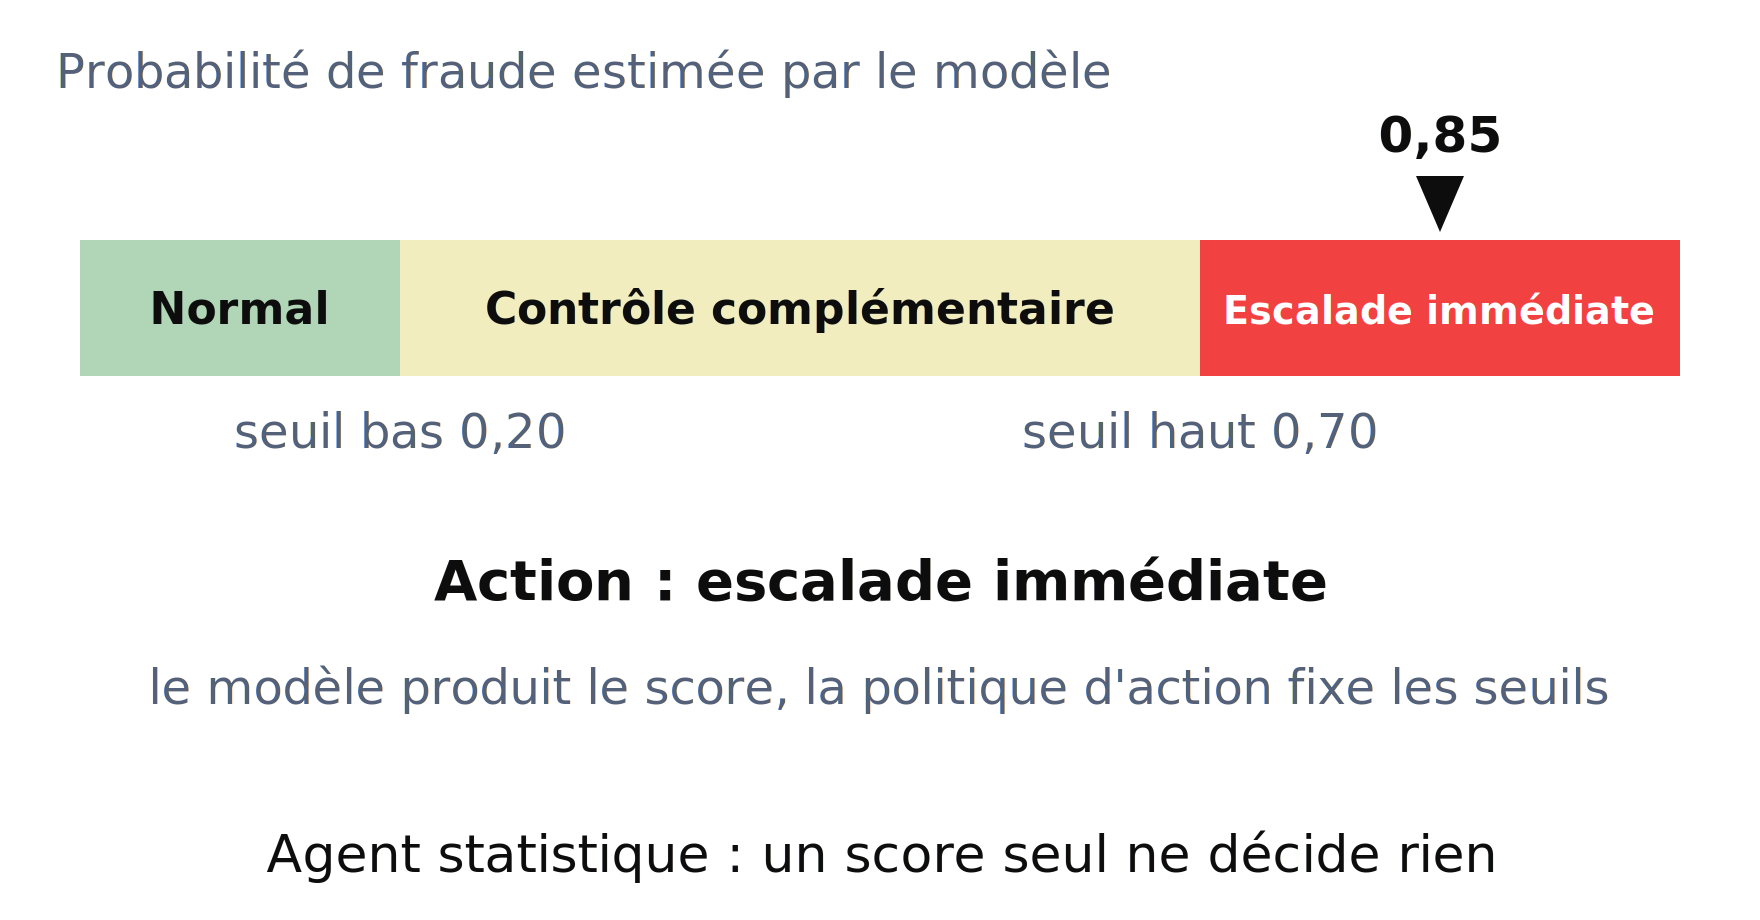 Probabilité de fraude estimée par le modèle
0,85
Normal
Contrôle complémentaire
Escalade immédiate
seuil bas 0,20
seuil haut 0,70
Action : escalade immédiate
le modèle produit le score, la politique d'action fixe les seuils
Agent statistique : un score seul ne décide rien